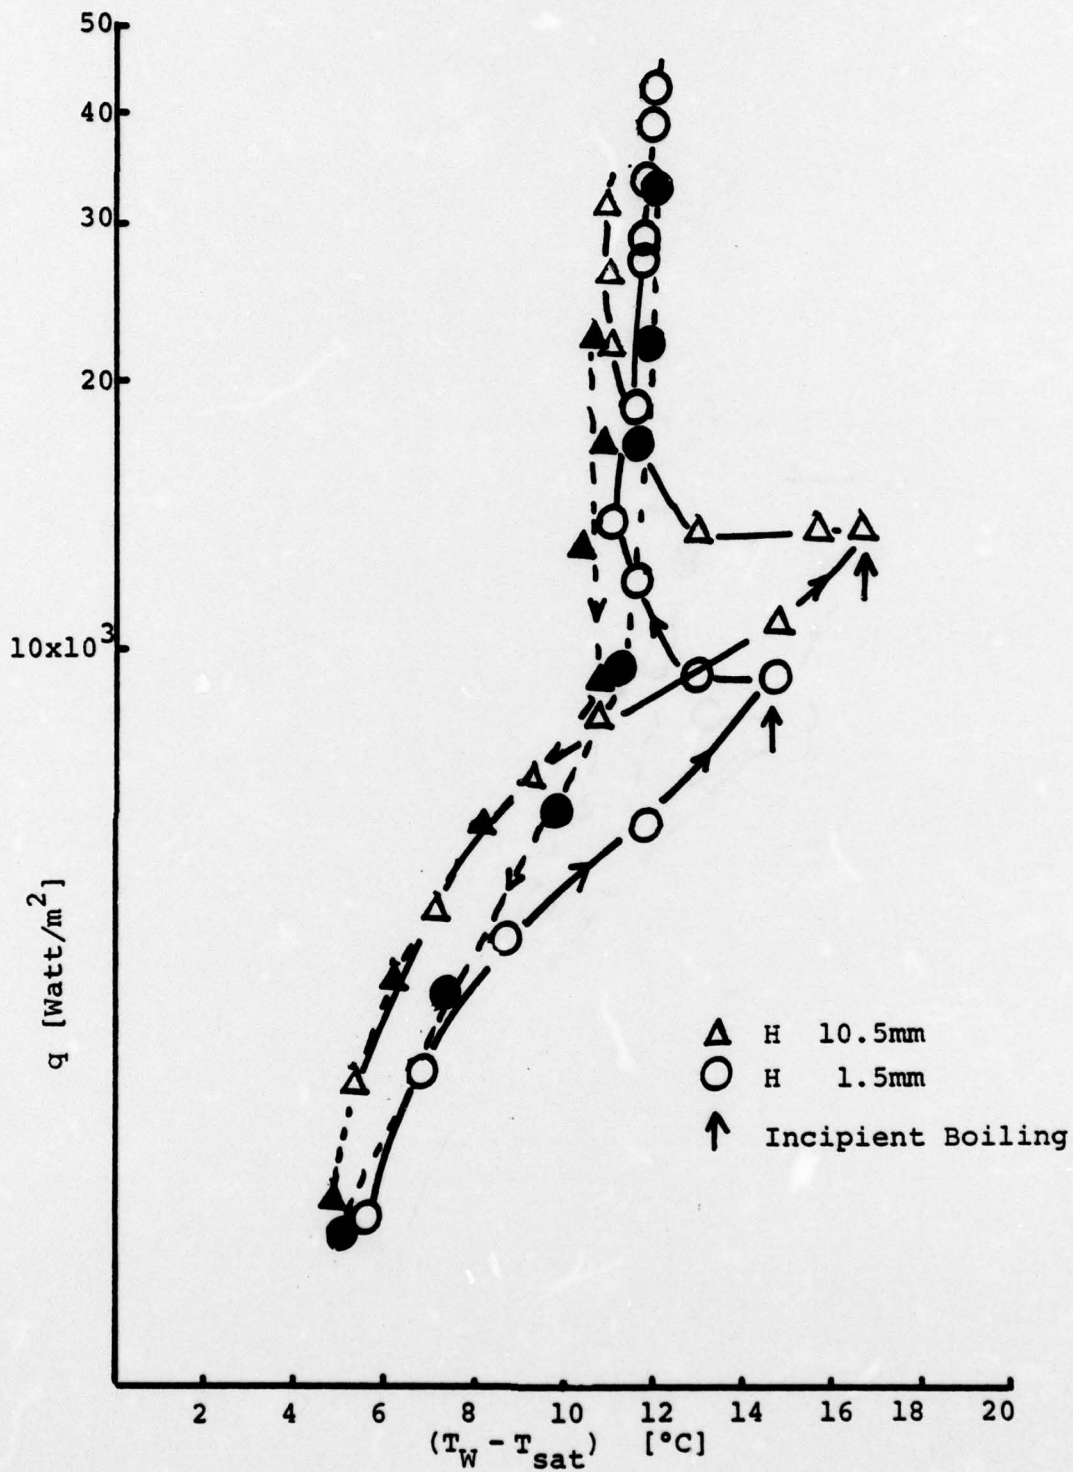 50
40
30
20
10x10³
q [Watt/m²]
△ H 10.5mm
○ H 1.5mm
↑ Incipient Boiling
2 4 6 8 10 12 14 16 18 20
(T_W - T_sat) [°C]